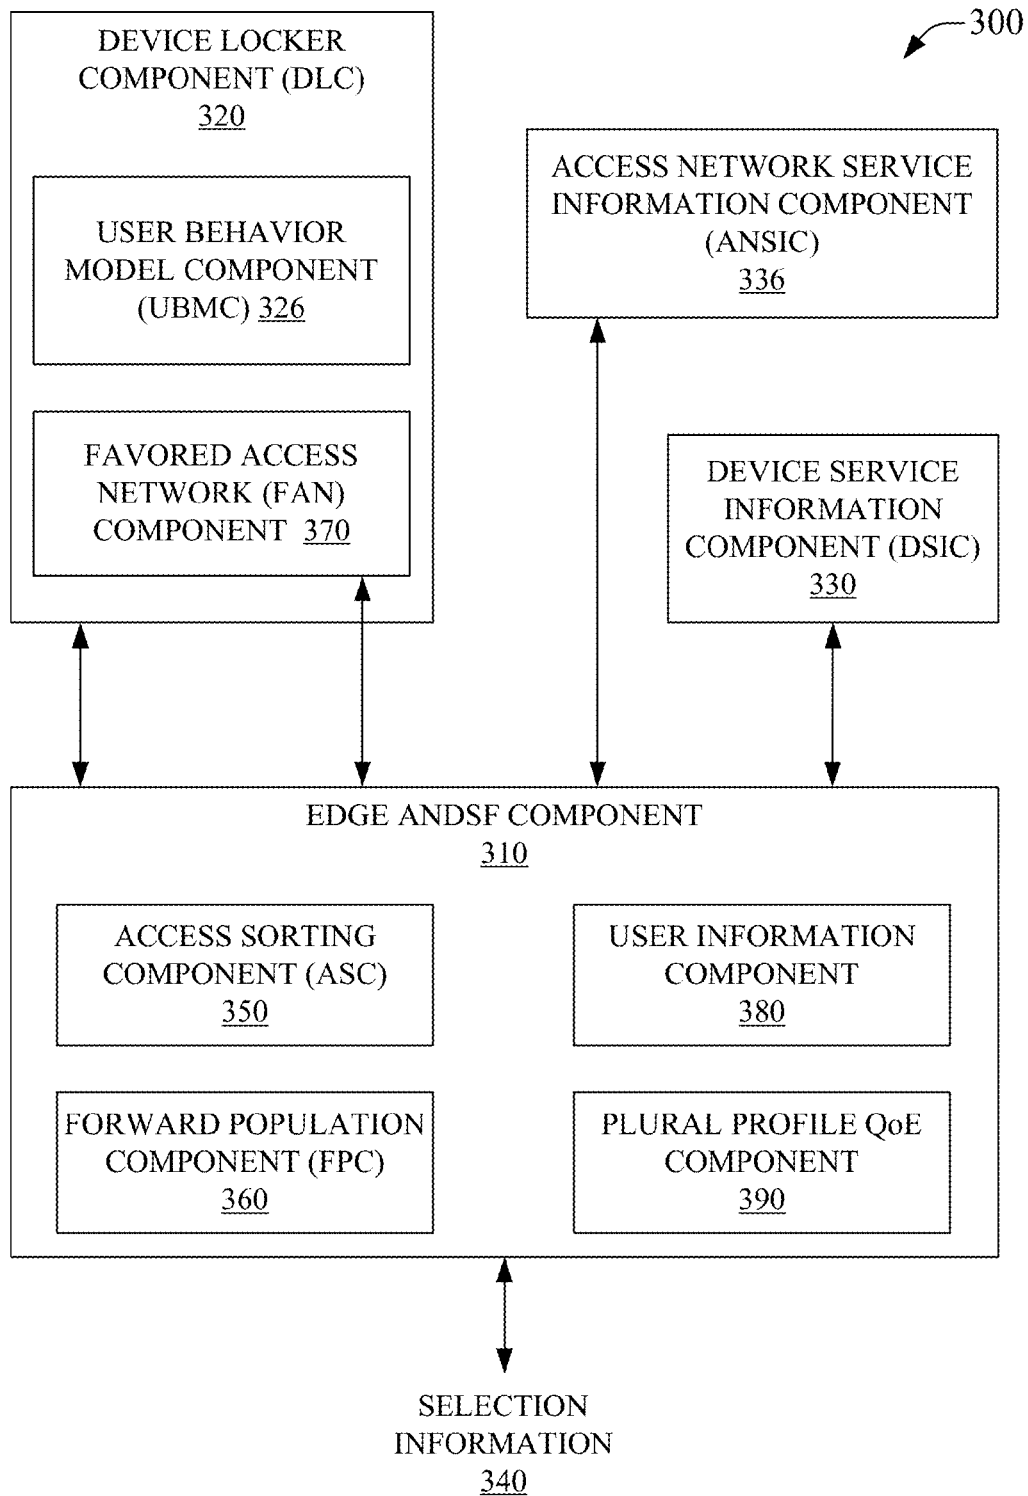 300
DEVICE LOCKER
COMPONENT (DLC)
320
USER BEHAVIOR
MODEL COMPONENT
(UBMC) 326
FAVORED ACCESS
NETWORK (FAN)
COMPONENT 370
ACCESS NETWORK SERVICE
INFORMATION COMPONENT
(ANSIC)
336
DEVICE SERVICE
INFORMATION
COMPONENT (DSIC)
330
EDGE ANDSF COMPONENT
310
ACCESS SORTING
COMPONENT (ASC)
350
USER INFORMATION
COMPONENT
380
FORWARD POPULATION
COMPONENT (FPC)
360
PLURAL PROFILE QoE
COMPONENT
390
SELECTION
INFORMATION
340